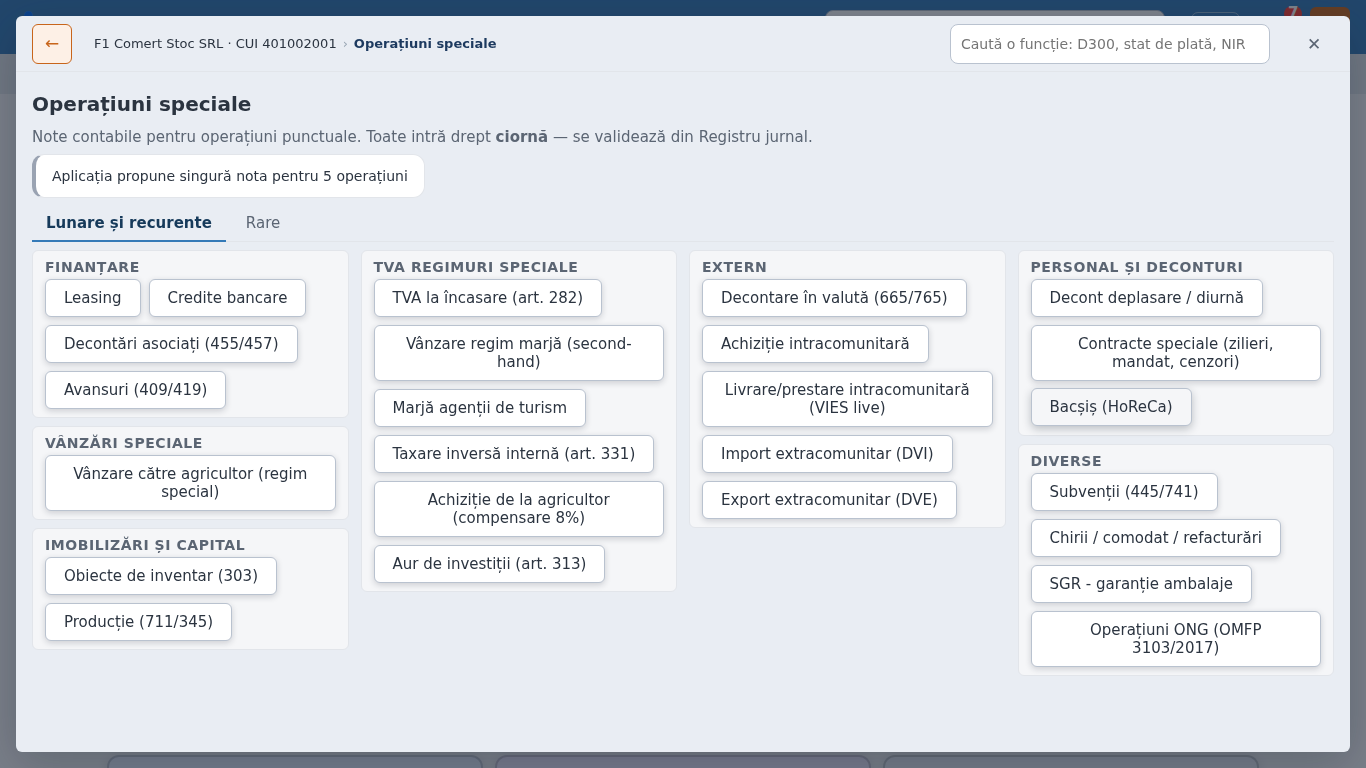 7
←
F1 Comert Stoc SRL · CUI 401002001 › Operațiuni speciale
Caută o funcție: D300, stat de plată, NIR
✕
Operațiuni speciale
Note contabile pentru operațiuni punctuale. Toate intră drept ciornă — se validează din Registru jurnal.
Aplicația propune singură nota pentru 5 operațiuni
Lunare și recurente
Rare
FINANȚARE
Leasing
Credite bancare
Decontări asociați (455/457)
Avansuri (409/419)
VÂNZĂRI SPECIALE
Vânzare către agricultor (regim
special)
IMOBILIZĂRI ȘI CAPITAL
Obiecte de inventar (303)
Producție (711/345)
TVA REGIMURI SPECIALE
TVA la încasare (art. 282)
Vânzare regim marjă (second-
hand)
Marjă agenții de turism
Taxare inversă internă (art. 331)
Achiziție de la agricultor
(compensare 8%)
Aur de investiții (art. 313)
EXTERN
Decontare în valută (665/765)
Achiziție intracomunitară
Livrare/prestare intracomunitară
(VIES live)
Import extracomunitar (DVI)
Export extracomunitar (DVE)
PERSONAL ȘI DECONTURI
Decont deplasare / diurnă
Contracte speciale (zilieri,
mandat, cenzori)
Bacșiș (HoReCa)
DIVERSE
Subvenții (445/741)
Chirii / comodat / refacturări
SGR - garanție ambalaje
Operațiuni ONG (OMFP
3103/2017)